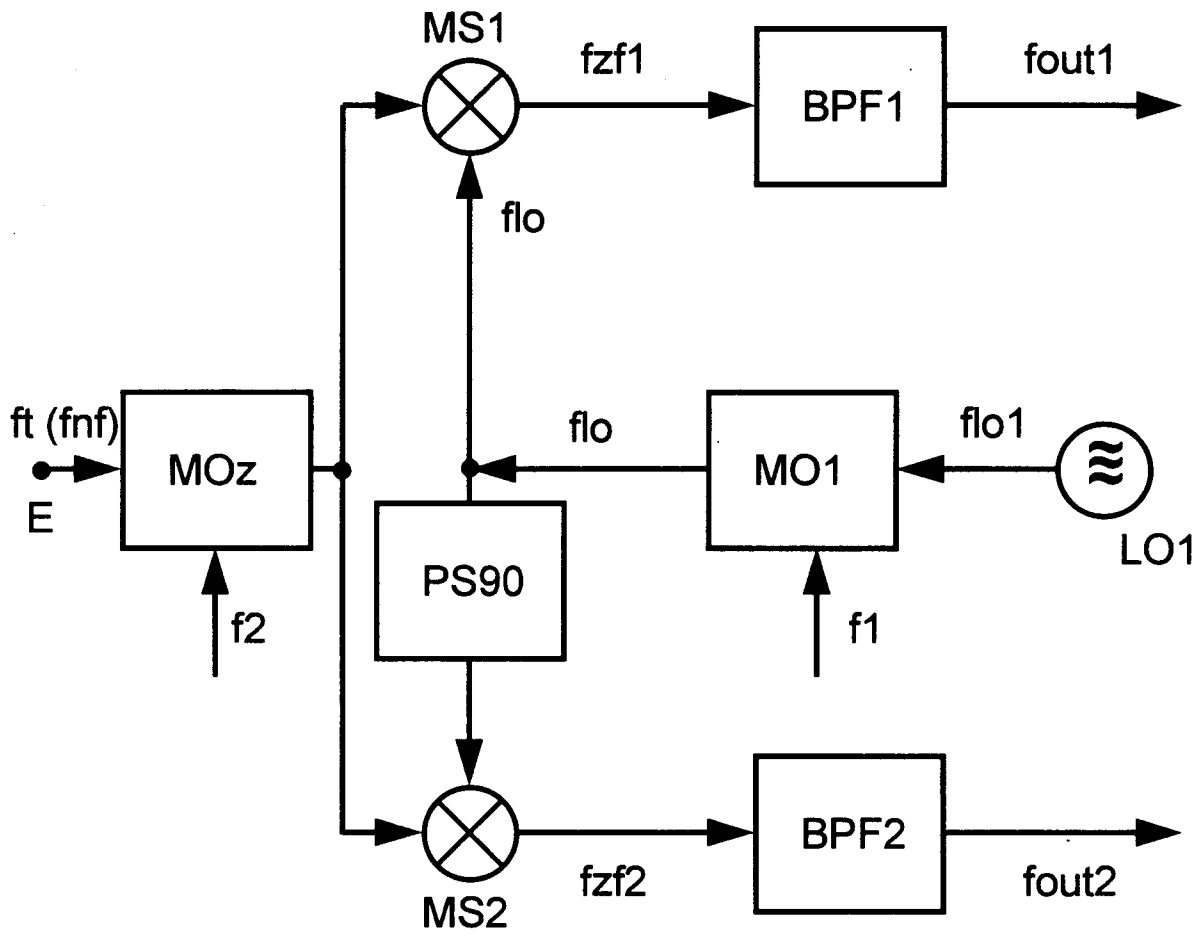 MS1
fzf1
BPF1
fout1
flo
ft (fnf)
E
MOz
f2
flo
MO1
flo1
LO1
f1
PS90
MS2
fzf2
BPF2
fout2